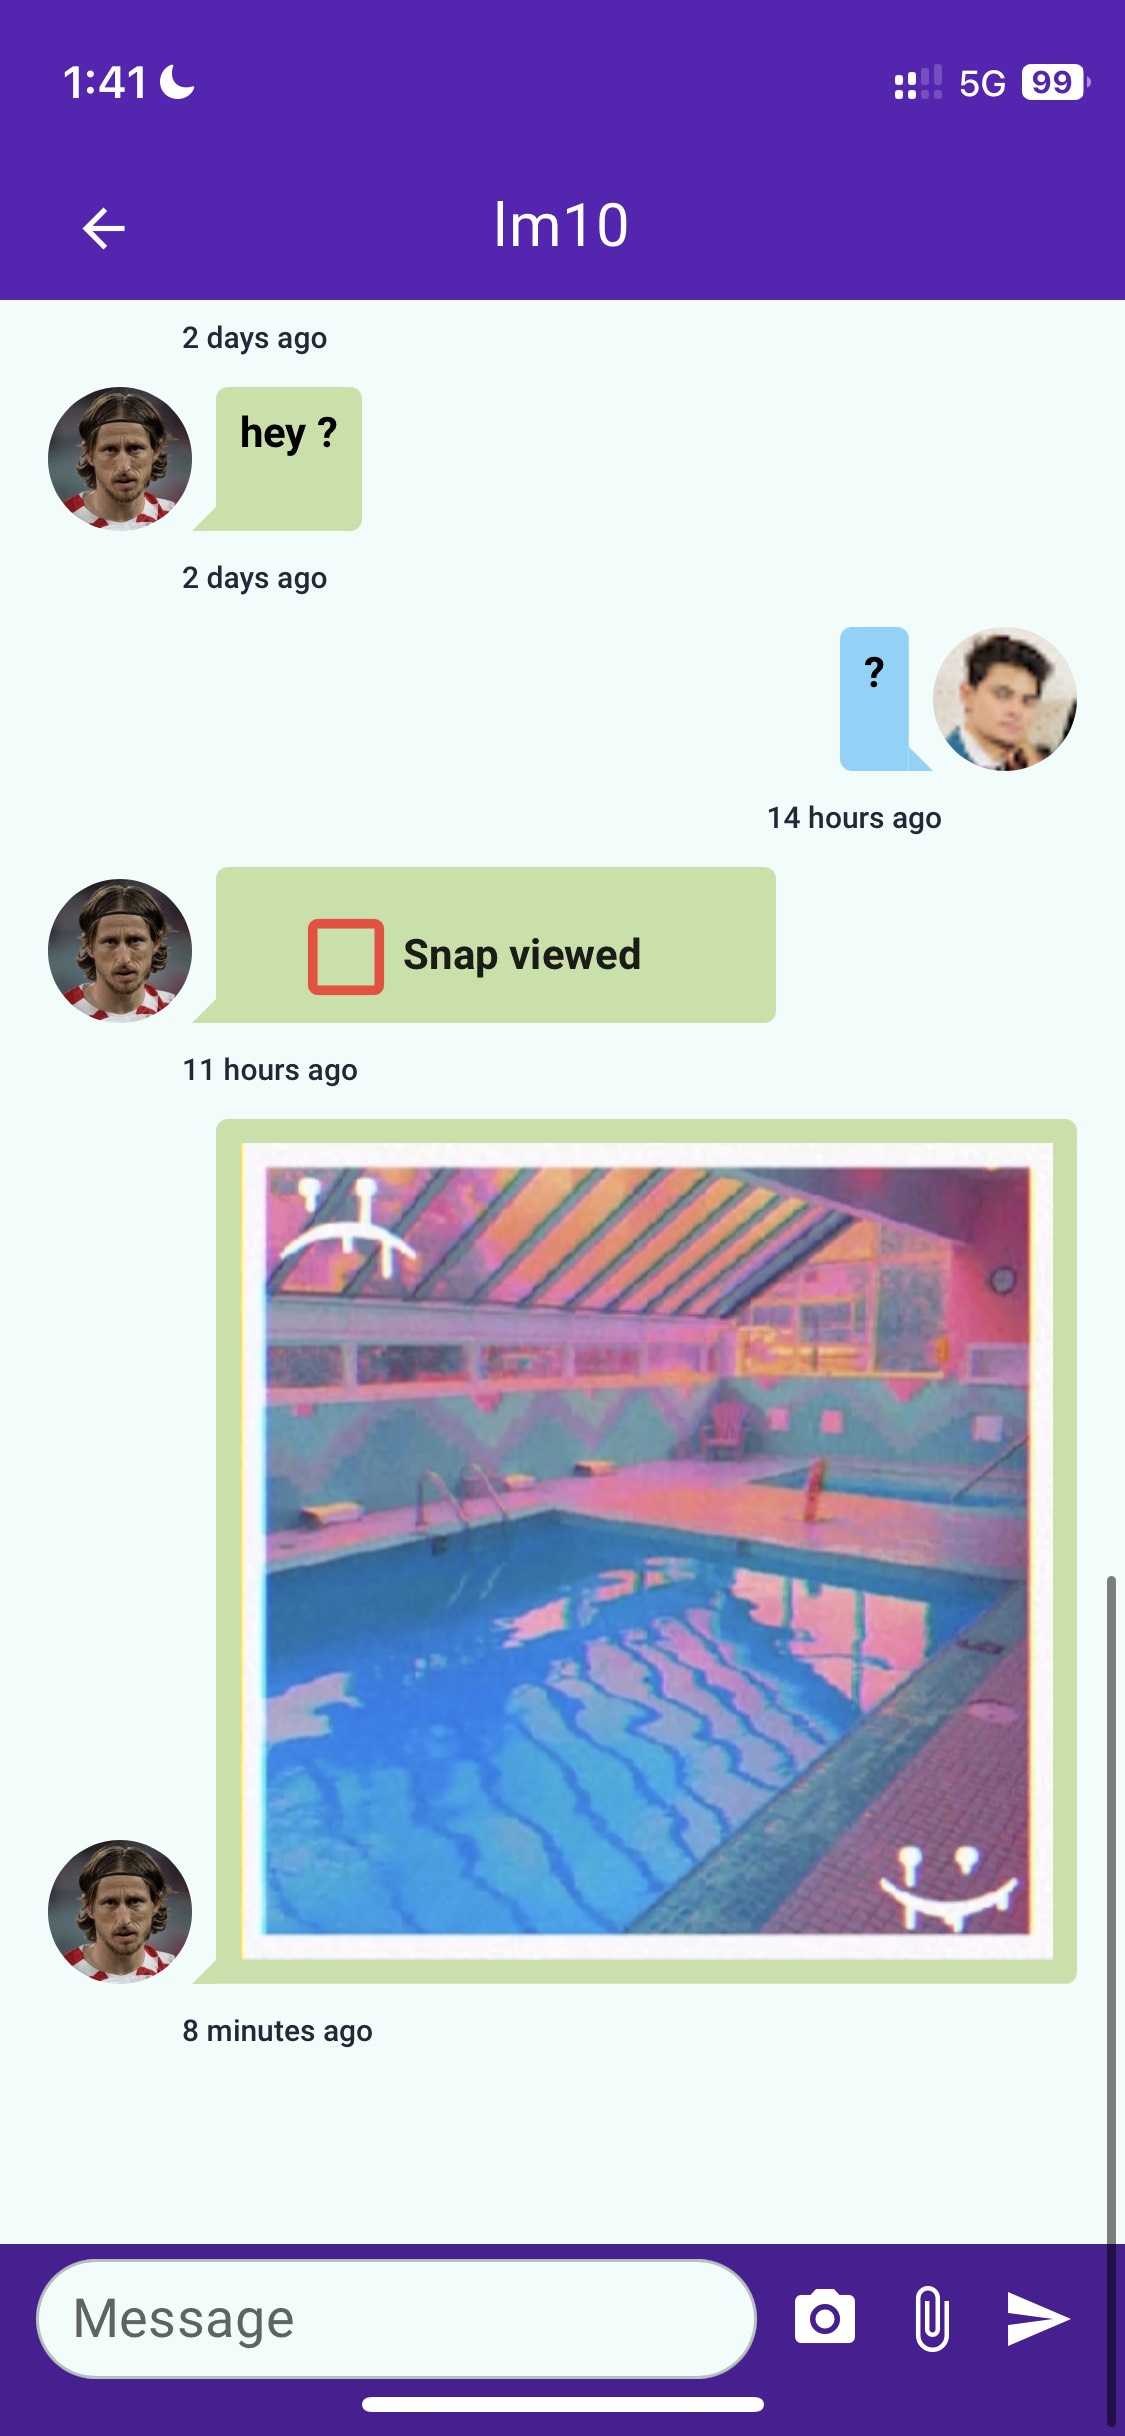 1:41 5G 99
lm10
2 days ago
hey ?
2 days ago
?
14 hours ago
Snap viewed
11 hours ago
8 minutes ago
Message